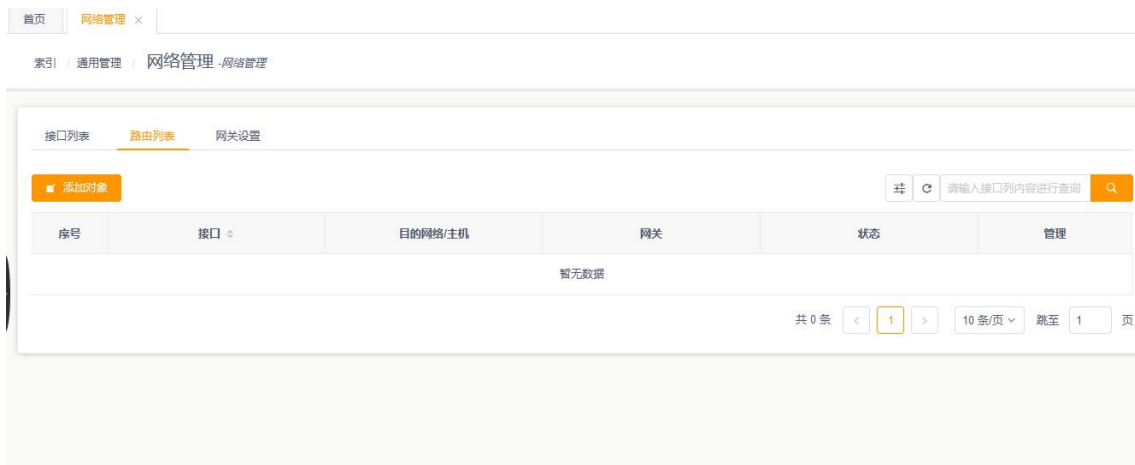 首页 网络管理 ×
索引 / 通用管理 / 网络管理 -网络管理
接口列表 路由列表 网关设置
添加对象 请输入接口列内容进行查询
序号 接口 目的网络/主机 网关 状态 管理
暂无数据
共 0 条 < 1 > 10 条/页 跳至 1 页